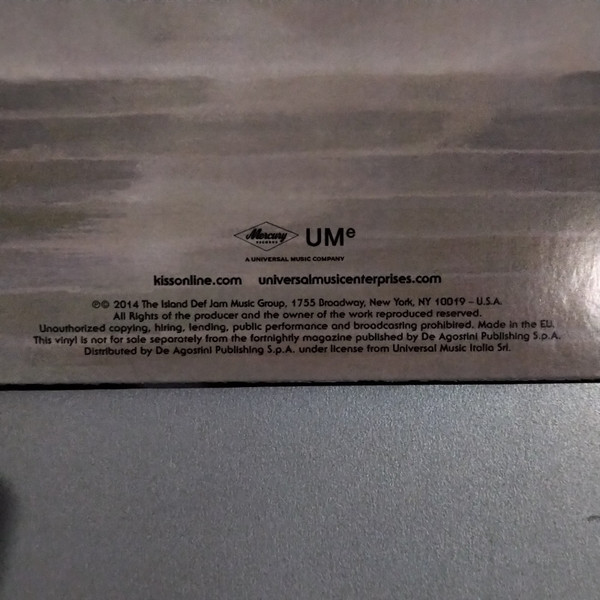 Mercury
RECORDS
UMe
A UNIVERSAL MUSIC COMPANY
kissonline.com universalmusicenterprises.com
℗© 2014 The Island Def Jam Music Group, 1755 Broadway, New York, NY 10019 – U.S.A.
All Rights of the producer and the owner of the work reproduced reserved.
Unauthorized copying, hiring, lending, public performance and broadcasting prohibited. Made in the EU.
This vinyl is not for sale separately from the fortnightly magazine published by De Agostini Publishing S.p.A.
Distributed by De Agostini Publishing S.p.A. under license from Universal Music Italia Srl.